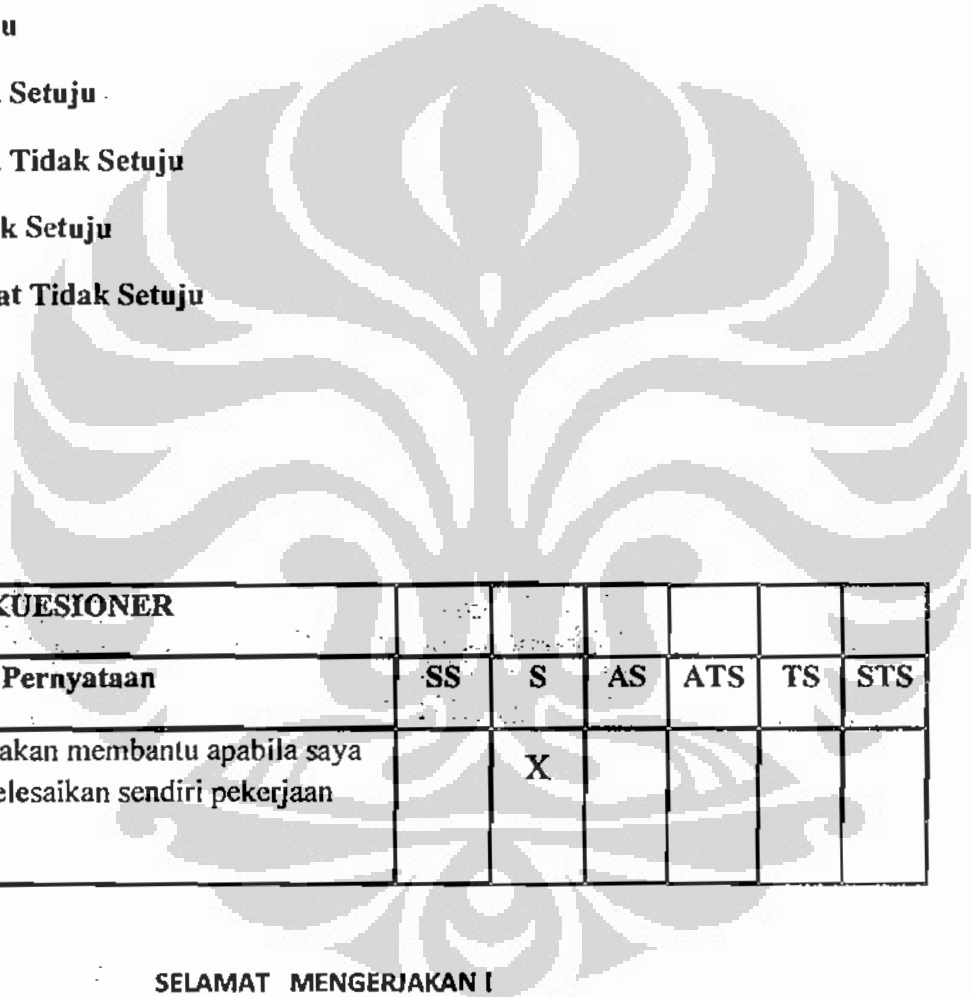 u
Setuju
Tidak Setuju
k Setuju
at Tidak Setuju
KUESIONER
Pernyataan SS S AS ATS TS STS
akan membantu apabila saya X
elesaikan sendiri pekerjaan
SELAMAT MENGERJAKAN !